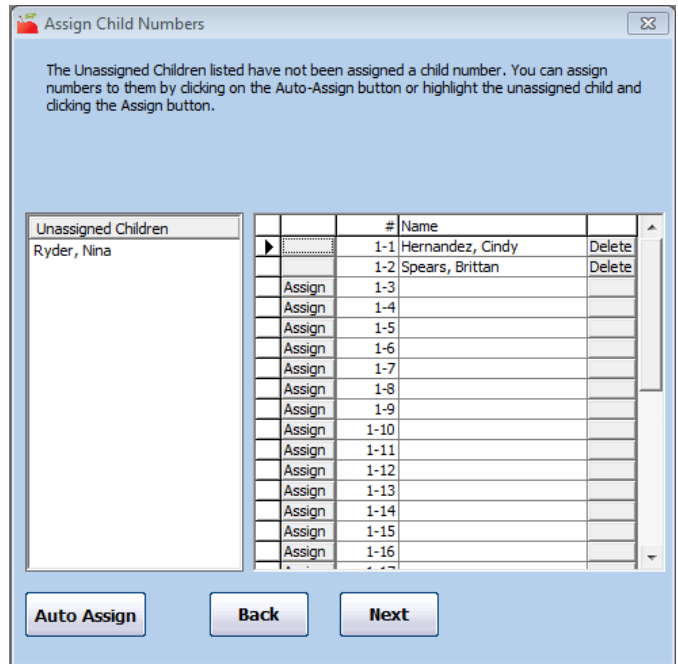 Assign Child Numbers
The Unassigned Children listed have not been assigned a child number. You can assign
numbers to them by clicking on the Auto-Assign button or highlight the unassigned child and
clicking the Assign button.
Unassigned Children
Ryder, Nina
# Name
1-1 Hernandez, Cindy Delete
1-2 Spears, Brittan Delete
Assign 1-3
Assign 1-4
Assign 1-5
Assign 1-6
Assign 1-7
Assign 1-8
Assign 1-9
Assign 1-10
Assign 1-11
Assign 1-12
Assign 1-13
Assign 1-14
Assign 1-15
Assign 1-16
Auto Assign Back Next